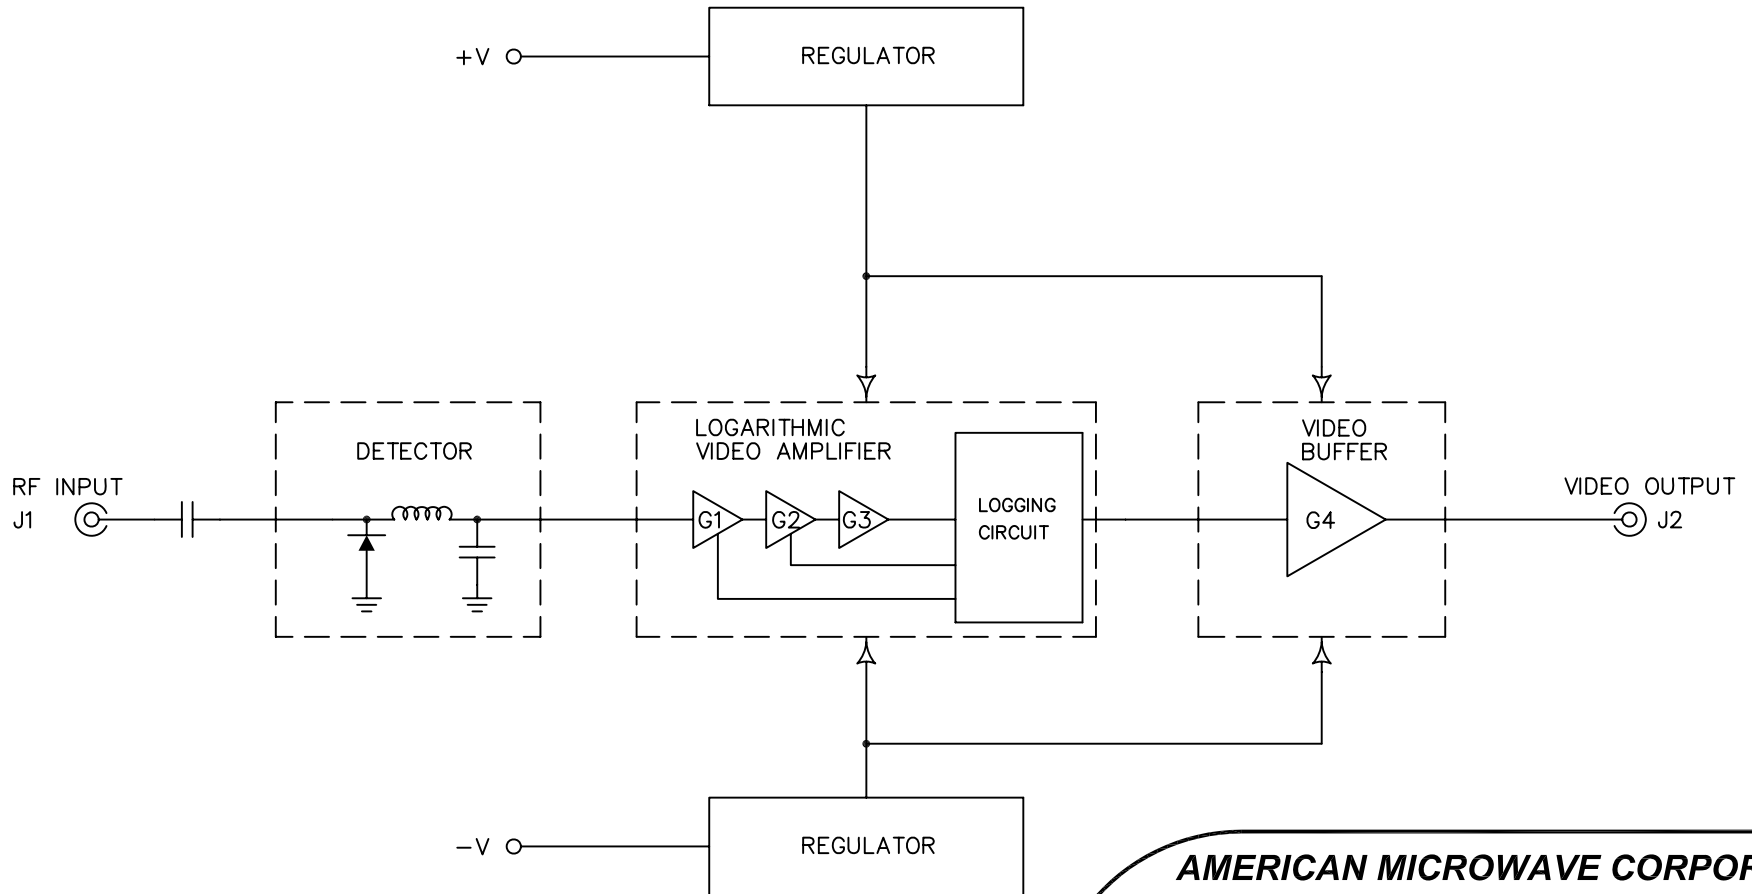 +V
REGULATOR
DETECTOR
LOGARITHMIC
VIDEO AMPLIFIER
VIDEO
BUFFER
RF INPUT
J1
G1
G2
G3
LOGGING
CIRCUIT
G4
VIDEO OUTPUT
J2
-V
REGULATOR
AMERICAN MICROWAVE CORPOR